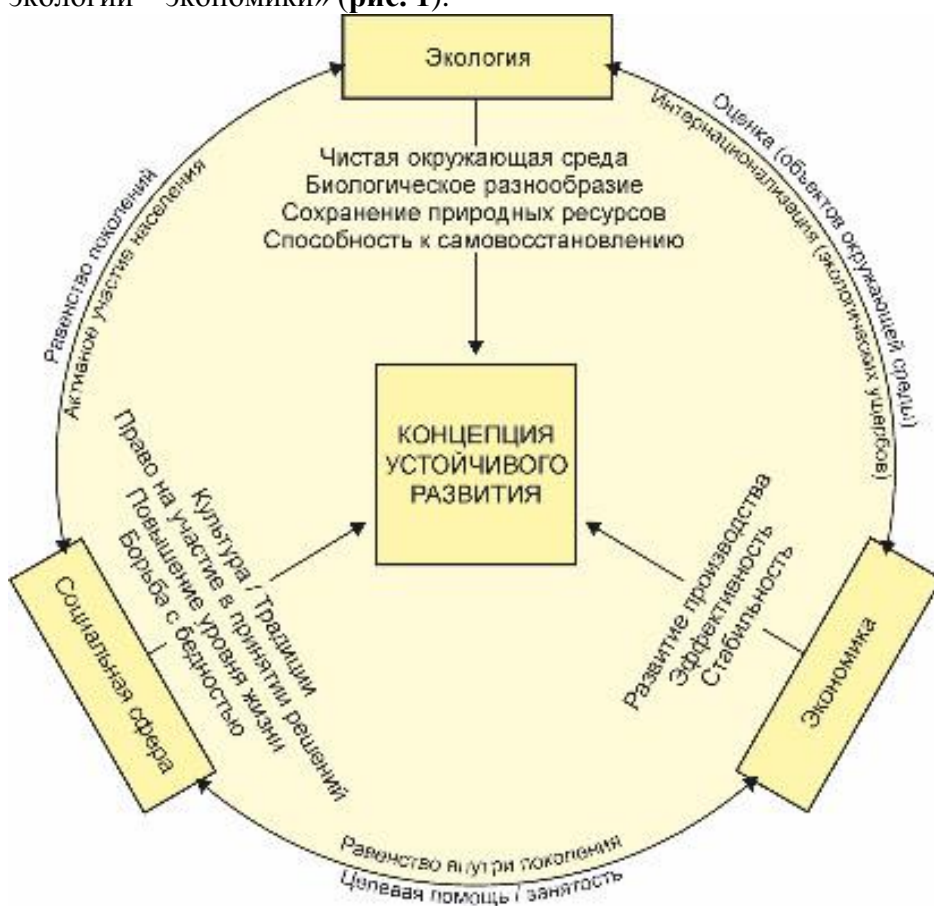 экологии – экономики» (рис. 1).
Экология
Чистая окружающая среда
Биологическое разнообразие
Сохранение природных ресурсов
Способность к самовосстановлению
Равенство поколений
Активное участие населения
Оценка (объектов окружающей среды)
Интернационализация (экологических ущербов)
КОНЦЕПЦИЯ
УСТОЙЧИВОГО
РАЗВИТИЯ
Социальная сфера
Культура / Традиции
Право на участие в принятии решений
Повышение уровня жизни
Борьба с бедностью
Развитие производства
Эффективность
Стабильность
Экономика
Равенство внутри поколения
Целевая помощь / занятость